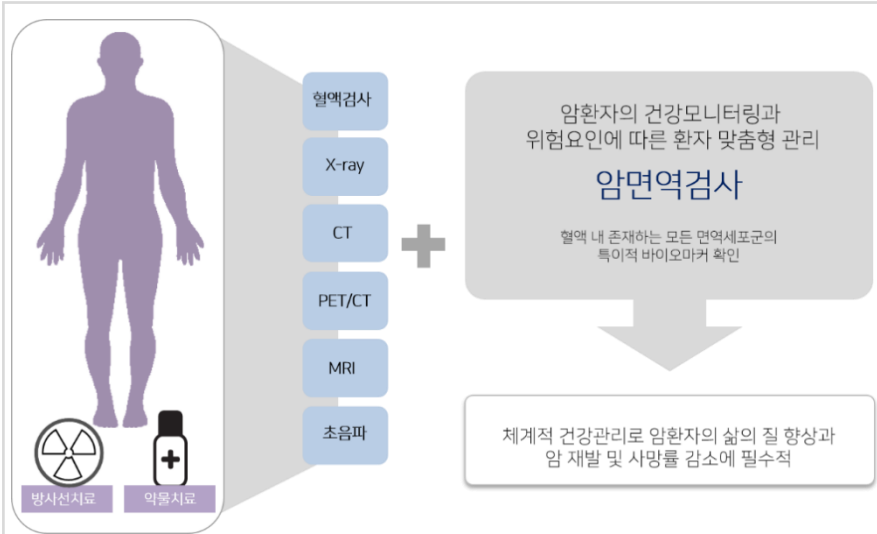 혈액검사
X-ray
CT
PET/CT
MRI
초음파
방사선치료
약물치료
암환자의 건강모니터링과
위험요인에 따른 환자 맞춤형 관리
암면역검사
혈액 내 존재하는 모든 면역세포군의
특이적 바이오마커 확인
체계적 건강관리로 암환자의 삶의 질 향상과
암 재발 및 사망률 감소에 필수적